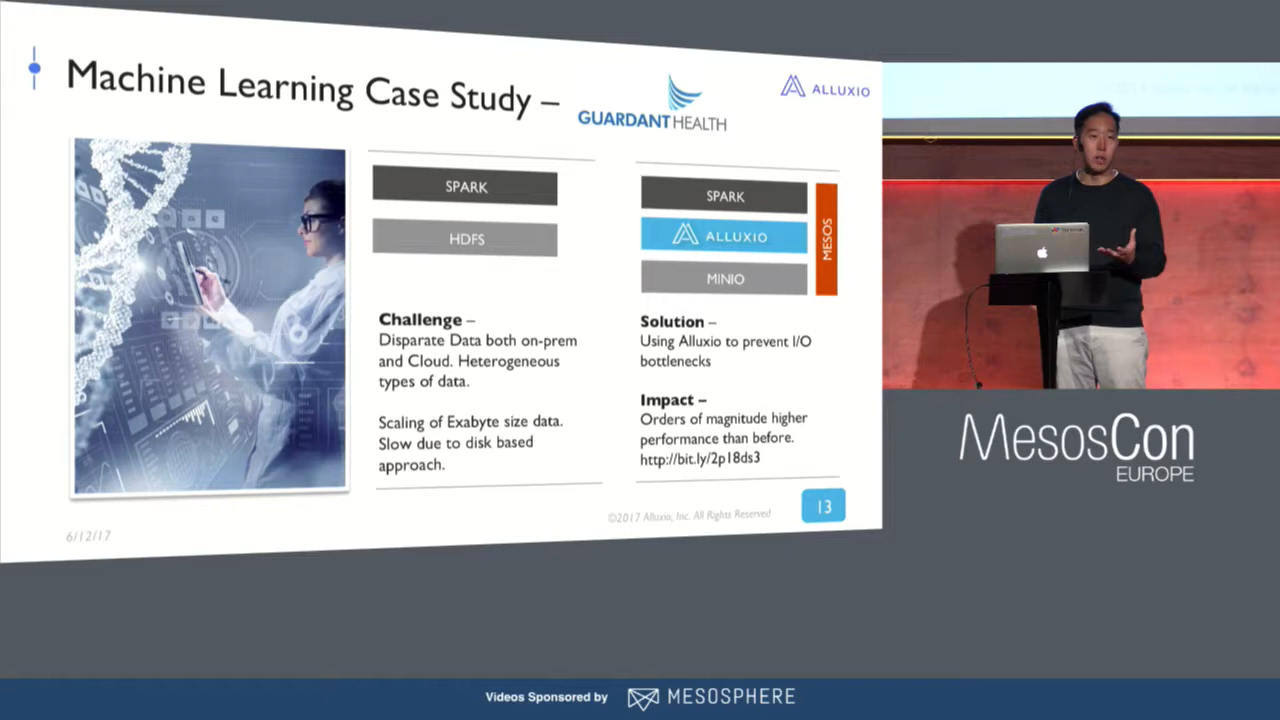 Machine Learning Case Study –
GUARDANT HEALTH
ALLUXIO
SPARK
HDFS
SPARK
ALLUXIO
MINIO
MESOS
Challenge –
Disparate Data both on-prem
and Cloud. Heterogeneous
types of data.
Scaling of Exabyte size data.
Slow due to disk based
approach.
Solution –
Using Alluxio to prevent I/O
bottlenecks
Impact –
Orders of magnitude higher
performance than before.
http://bit.ly/2p18ds3
6/12/17
©2017 Alluxio, Inc. All Rights Reserved
13
MesosCon
EUROPE
Videos Sponsored by
MESOSPHERE